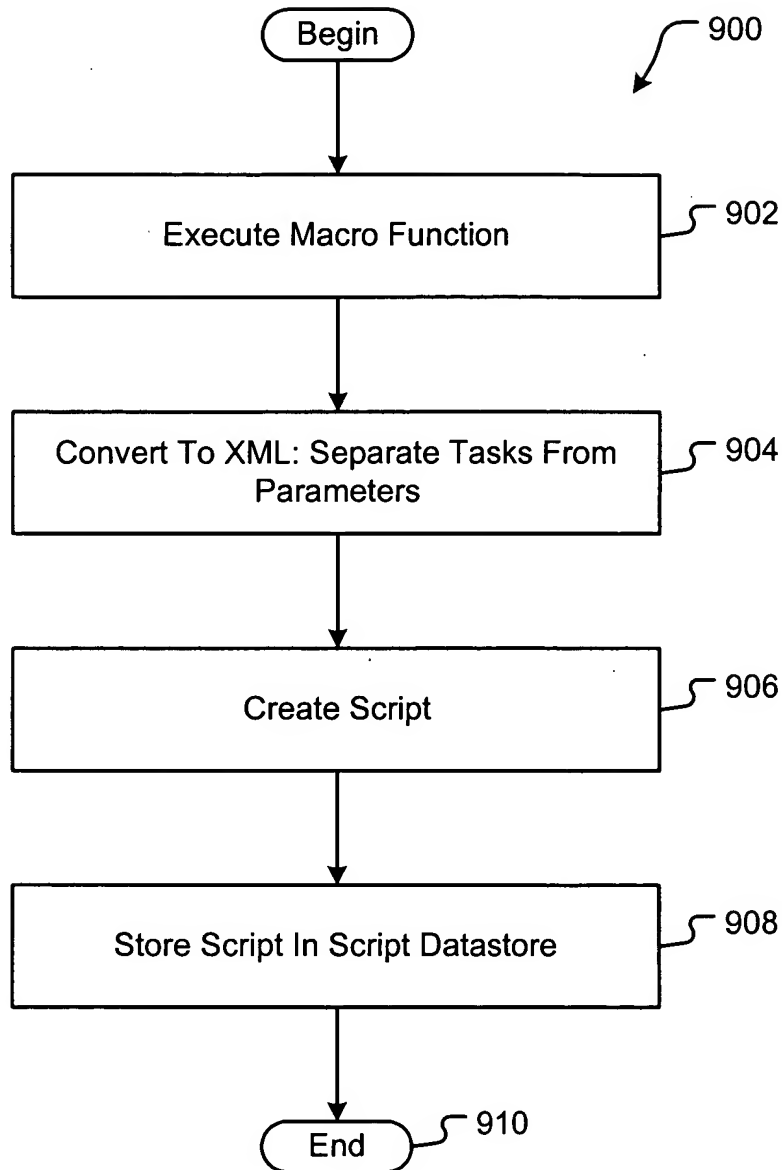 Begin
900
Execute Macro Function
902
Convert To XML: Separate Tasks From
Parameters
904
Create Script
906
Store Script In Script Datastore
908
End
910